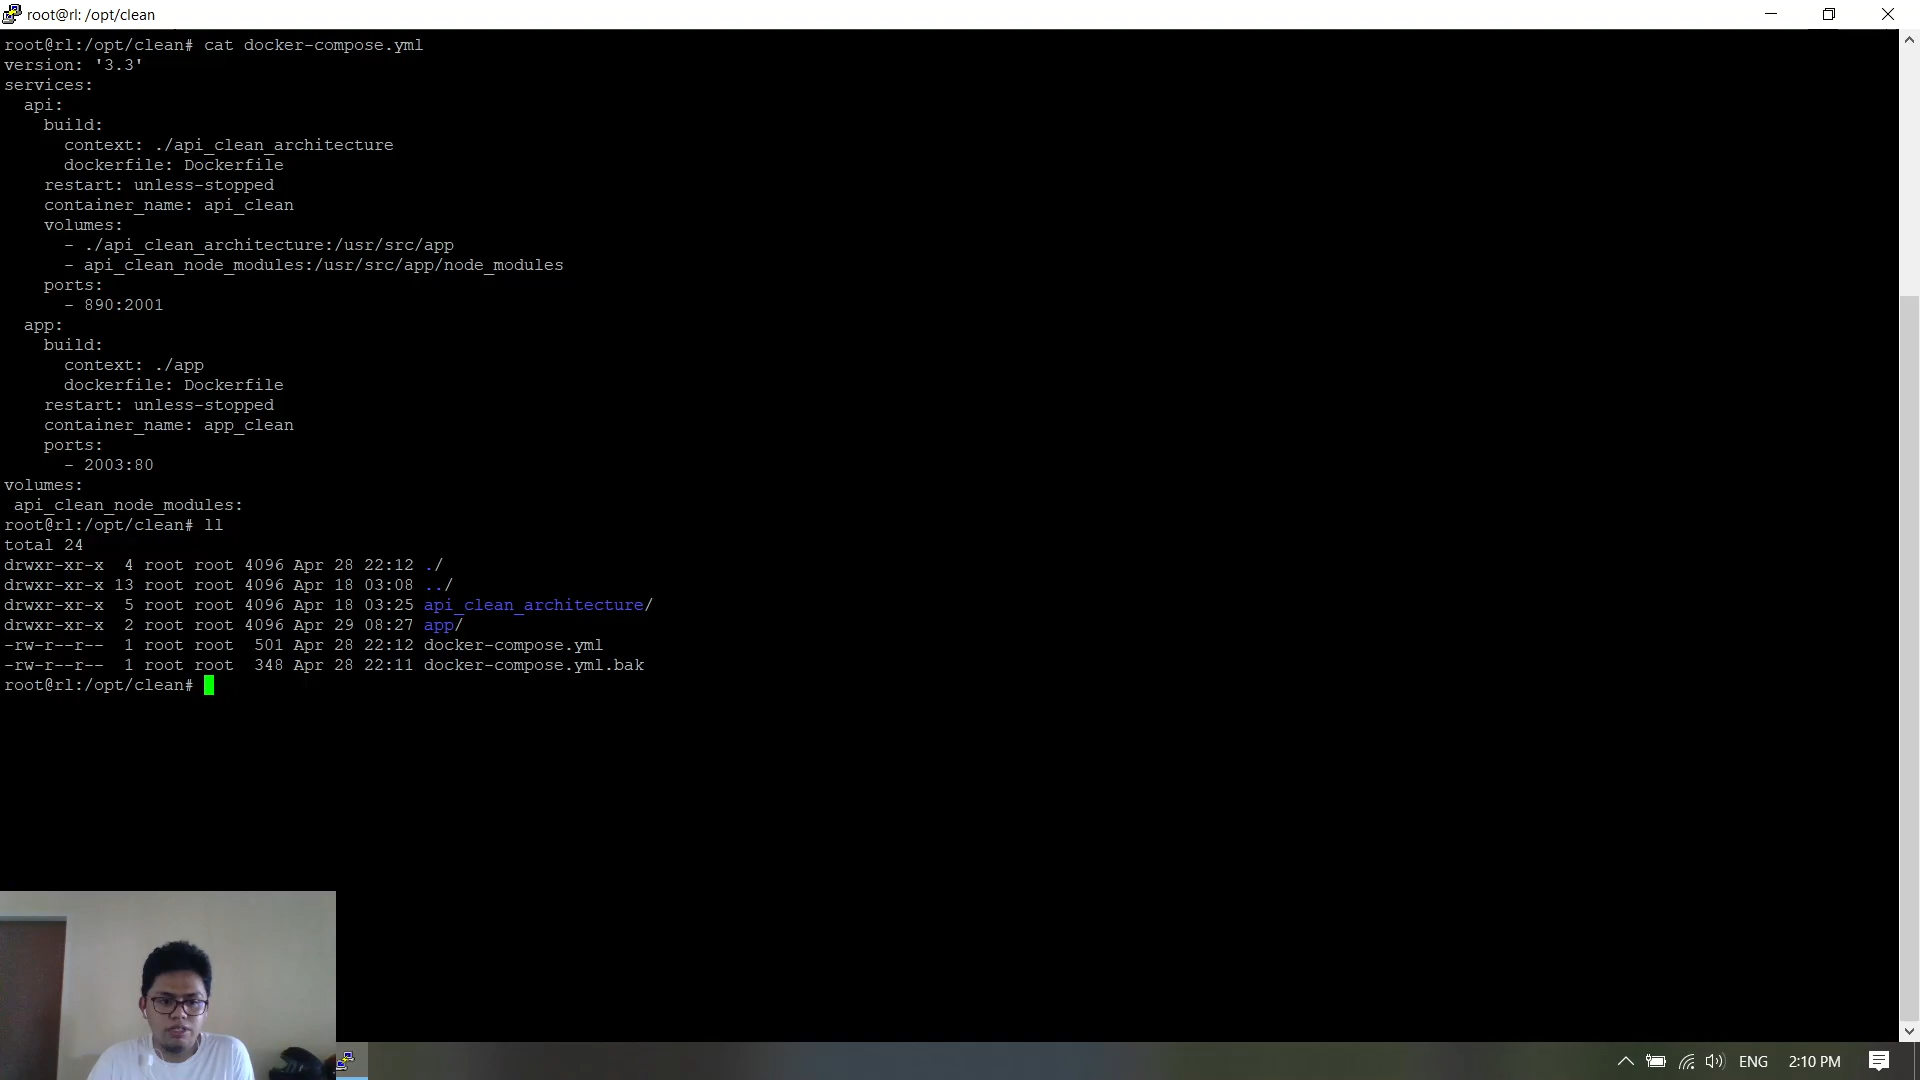 root@rl: /opt/clean
root@rl:/opt/clean# cat docker-compose.yml
version: '3.3'
services:
  api:
    build:
      context: ./api_clean_architecture
      dockerfile: Dockerfile
    restart: unless-stopped
    container_name: api_clean
    volumes:
      - ./api_clean_architecture:/usr/src/app
      - api_clean_node_modules:/usr/src/app/node_modules
    ports:
      - 890:2001
  app:
    build:
      context: ./app
      dockerfile: Dockerfile
    restart: unless-stopped
    container_name: app_clean
    ports:
      - 2003:80
volumes:
 api_clean_node_modules:
root@rl:/opt/clean# ll
total 24
drwxr-xr-x  4 root root 4096 Apr 28 22:12 ./
drwxr-xr-x 13 root root 4096 Apr 18 03:08 ../
drwxr-xr-x  5 root root 4096 Apr 18 03:25 api_clean_architecture/
drwxr-xr-x  2 root root 4096 Apr 29 08:27 app/
-rw-r--r--  1 root root  501 Apr 28 22:12 docker-compose.yml
-rw-r--r--  1 root root  348 Apr 28 22:11 docker-compose.yml.bak
root@rl:/opt/clean#
ENG 2:10 PM